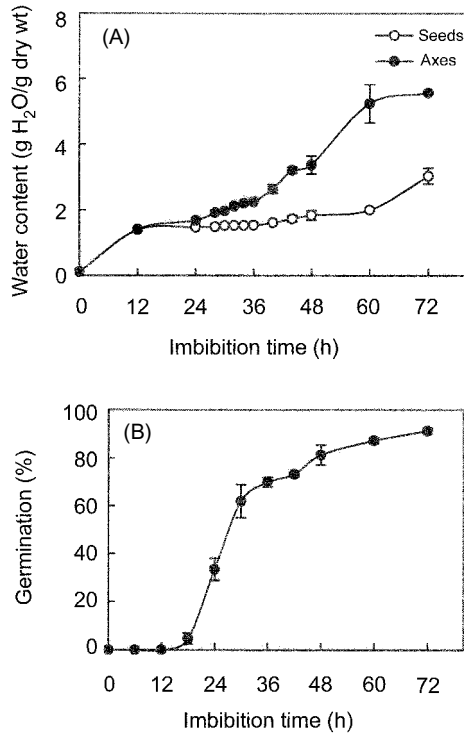 (A)
Seeds
Axes
Water content (g H₂O/g dry wt)
8
6
4
2
0
0 12 24 36 48 60 72
Imbibition time (h)
(B)
Germination (%)
100
80
60
40
20
0
0 12 24 36 48 60 72
Imbibition time (h)